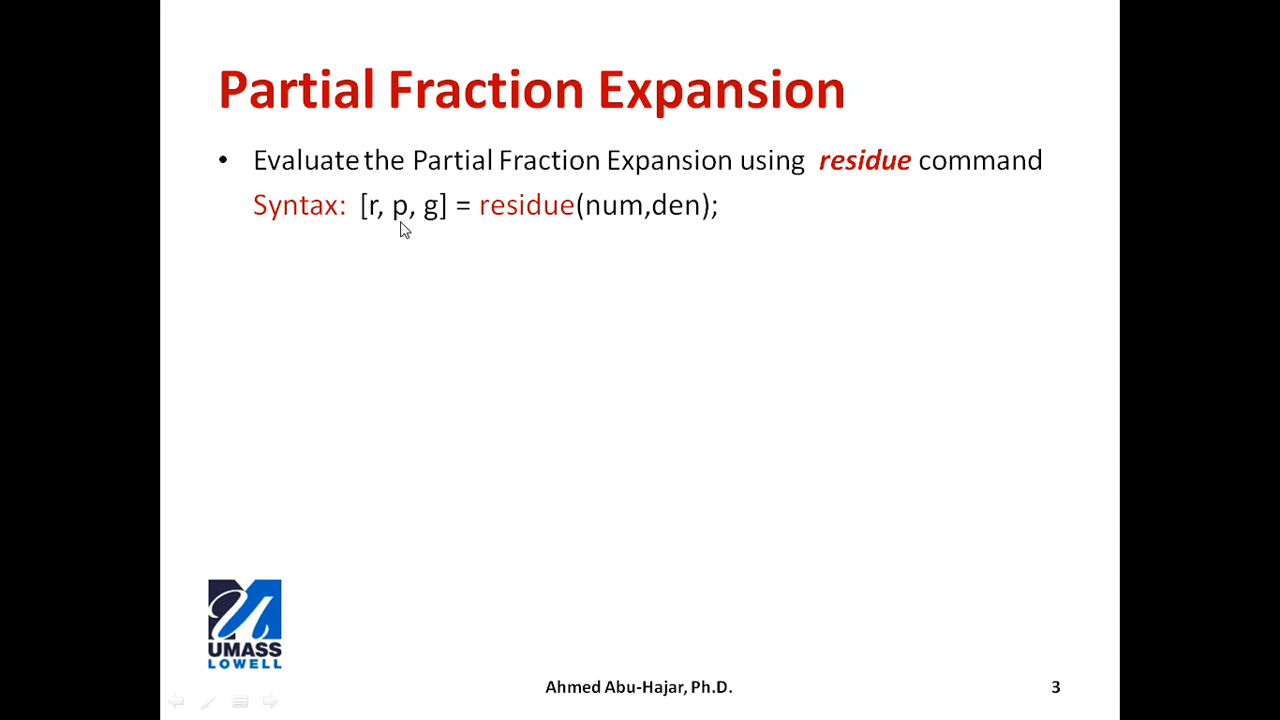 Partial Fraction Expansion
• Evaluate the Partial Fraction Expansion using residue command
Syntax: [r, p, g] = residue(num,den);
UMASS
LOWELL
Ahmed Abu-Hajar, Ph.D.
3